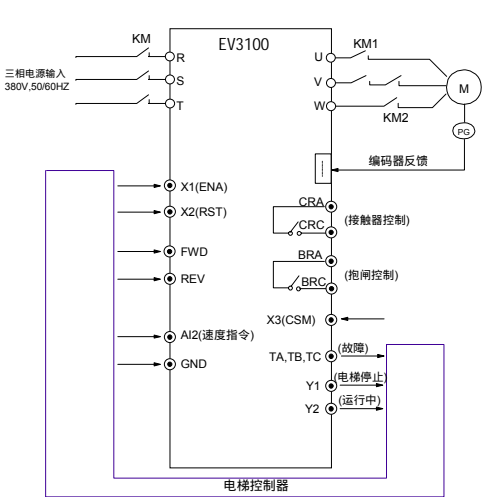 KM
EV3100
KM1
R
U
三相电源输入
380V,50/60HZ
S
V
M
T
W
KM2
PG
编码器反馈
X1(ENA)
CRA
X2(RST)
CRC
(接触器控制)
FWD
BRA
REV
BRC
(抱闸控制)
X3(CSM)
AI2(速度指令)
(故障)
TA,TB,TC
GND
(电梯停止)
Y1
(运行中)
Y2
电梯控制器